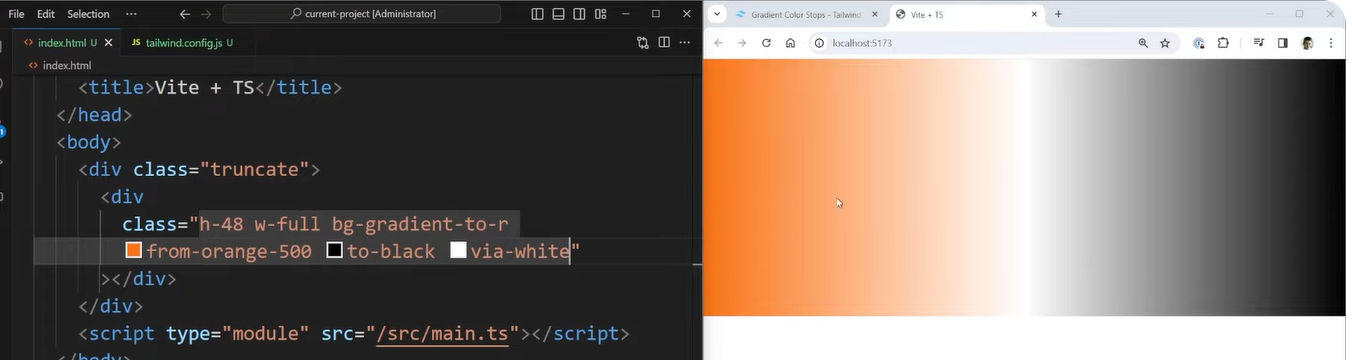 File Edit Selection ··· current-project [Administrator]
index.html U tailwind.config.js U
index.html
<title>Vite + TS</title>
</head>
<body>
<div class="truncate">
<div
class="h-48 w-full bg-gradient-to-r
from-orange-500 to-black via-white"
></div>
</div>
<script type="module" src="/src/main.ts"></script>
Gradient Color Stops - Tailwind Vite + TS
localhost:5173